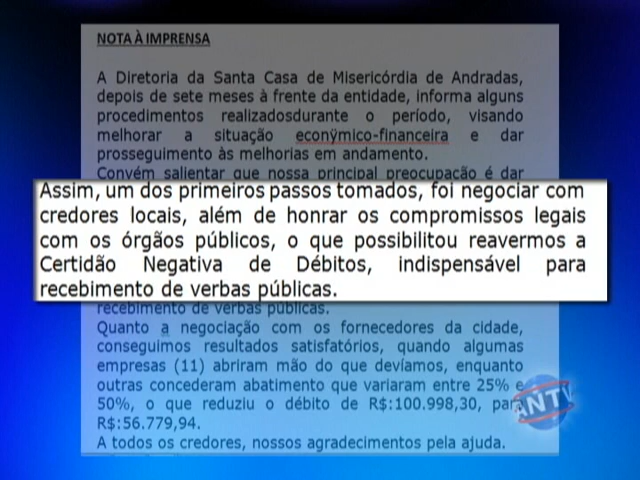 NOTA À IMPRENSA
A Diretoria da Santa Casa de Misericórdia de Andradas,
depois de sete meses à frente da entidade, informa alguns
procedimentos realizadosdurante o período, visando
melhorar a situação econÿmico-financeira e dar
prosseguimento às melhorias em andamento.
Convém salientar que nossa principal preocupação é dar
Assim, um dos primeiros passos tomados, foi negociar com
credores locais, além de honrar os compromissos legais
com os órgãos públicos, o que possibilitou reavermos a
Certidão Negativa de Débitos, indispensável para
recebimento de verbas públicas.
recebimento de verbas públicas.
Quanto a negociação com os fornecedores da cidade,
conseguimos resultados satisfatórios, quando algumas
empresas (11) abriram mão do que devíamos, enquanto
outras concederam abatimento que variaram entre 25% e
50%, o que reduziu o débito de R$:100.998,30, para
R$:56.779,94.
A todos os credores, nossos agradecimentos pela ajuda.
ANTV